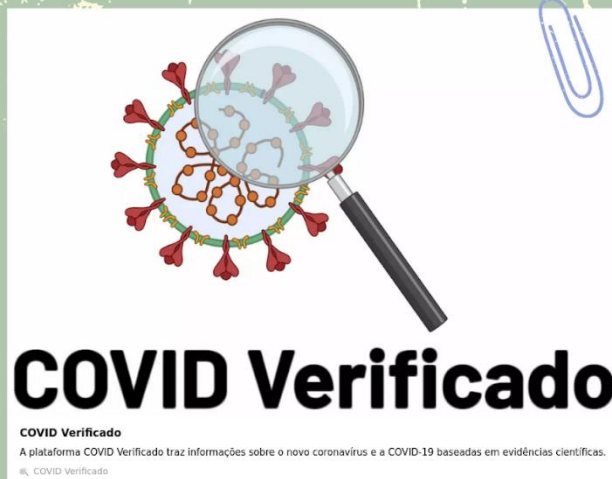 COVID Verificado
COVID Verificado
A plataforma COVID Verificado traz informações sobre o novo coronavírus e a COVID-19 baseadas em evidências científicas.
COVID Verificado